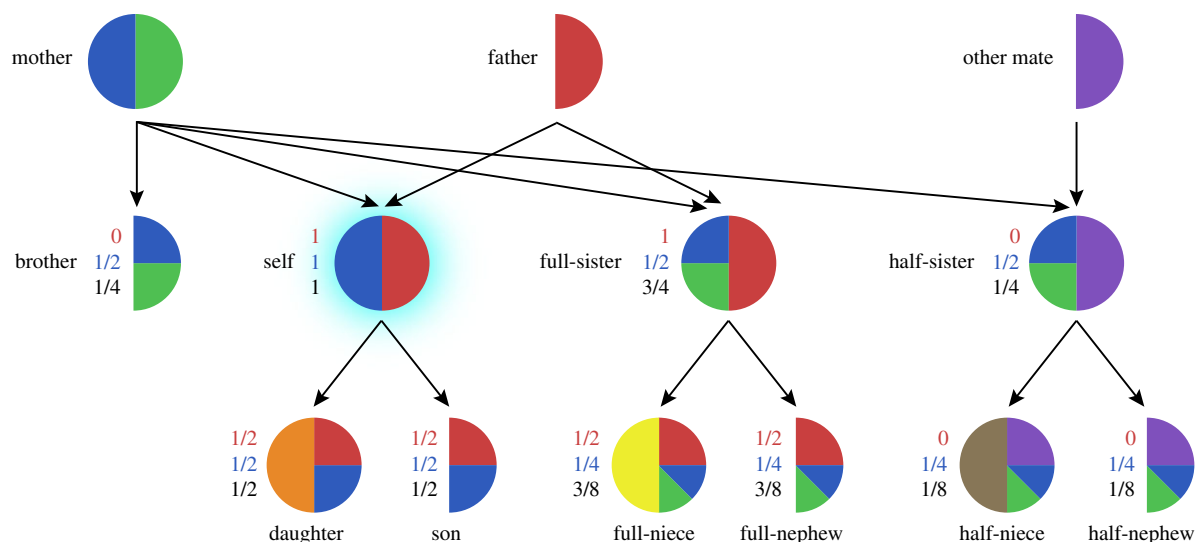 mother
father
other mate
brother
0
1/2
1/4
self
1
1
1
full-sister
1
1/2
3/4
half-sister
0
1/2
1/4
1/2
1/2
1/2
daughter
1/2
1/2
1/2
son
1/2
1/4
3/8
full-niece
1/2
1/4
3/8
full-nephew
0
1/4
1/8
half-niece
0
1/4
1/8
half-nephew